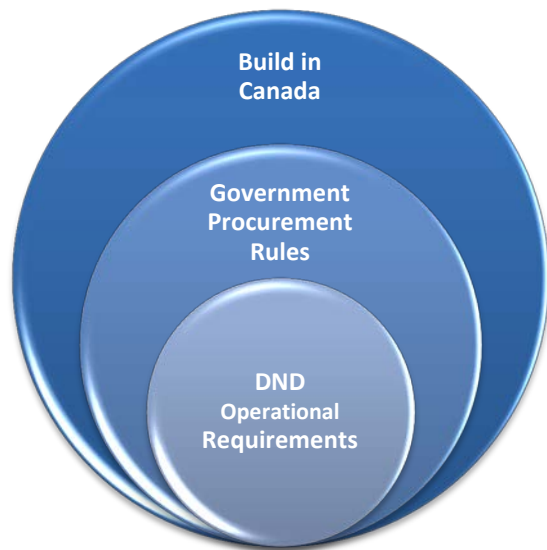 Build in
Canada
Government
Procurement
Rules
DND
Operational
Requirements